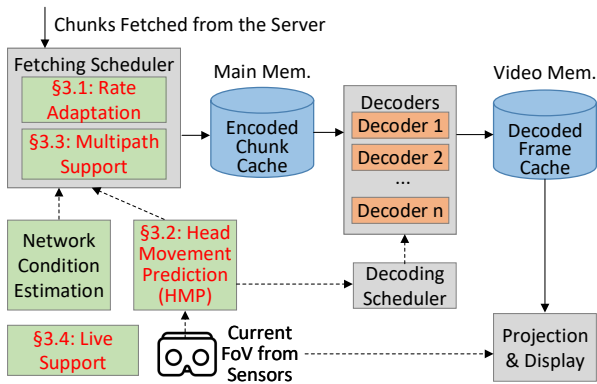 Chunks Fetched from the Server
Fetching Scheduler
§3.1: Rate
Adaptation
§3.3: Multipath
Support
Main Mem.
Encoded
Chunk
Cache
Decoders
Decoder 1
Decoder 2
...
Decoder n
Video Mem.
Decoded
Frame
Cache
Network
Condition
Estimation
§3.2: Head
Movement
Prediction
(HMP)
Decoding
Scheduler
§3.4: Live
Support
Current
FoV from
Sensors
Projection
& Display